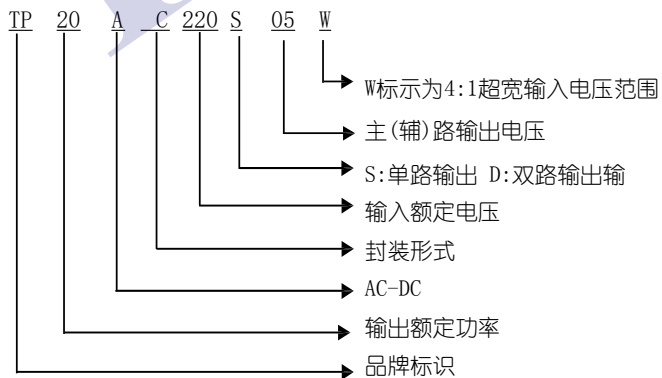 TP 20 A C 220 S 05 W
W标示为4:1超宽输入电压范围
主(辅)路输出电压
S:单路输出 D:双路输出输
输入额定电压
封装形式
AC-DC
输出额定功率
品牌标识